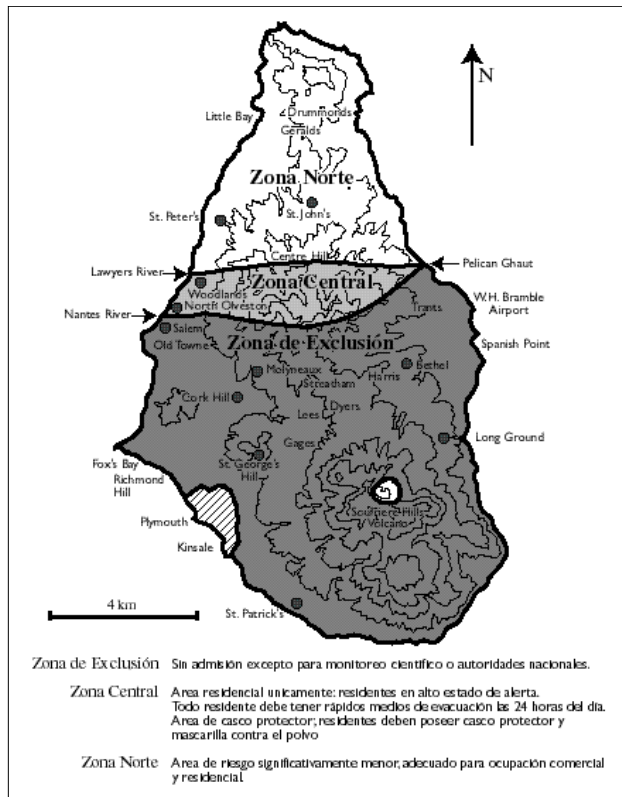 N
Little Bay
Drummonds
Geralds
Zona Norte
St. Peter's
St. John's
Centre Hill
Lawyers River
Pelican Ghaut
Zona Central
Woodlands
North Olveston
W.H. Bramble
Airport
Nantes River
Trants
Salem
Old Towne
Zona de Exclusión
Spanish Point
Molyneaux
Harris
Bethel
Streatham
Cork Hill
Dyers
Lees
Gages
Long Ground
Fox's Bay
St. George's
Hill
Richmond
Hill
Plymouth
Soufriere Hills
Volcano
Kinsale
4 km
St. Patrick's
Zona de Exclusión Sin admisión excepto para monitoreo científico o autoridades nacionales.
Zona Central Area residencial unicamente: residentes en alto estado de alerta.
Todo residente debe tener rápidos medios de evacuación las 24 horas del día.
Area de casco protector; residentes deben poseer casco protector y
mascarilla contra el polvo
Zona Norte Area de riesgo significativamente menor, adecuado para ocupación comercial
y residencial.